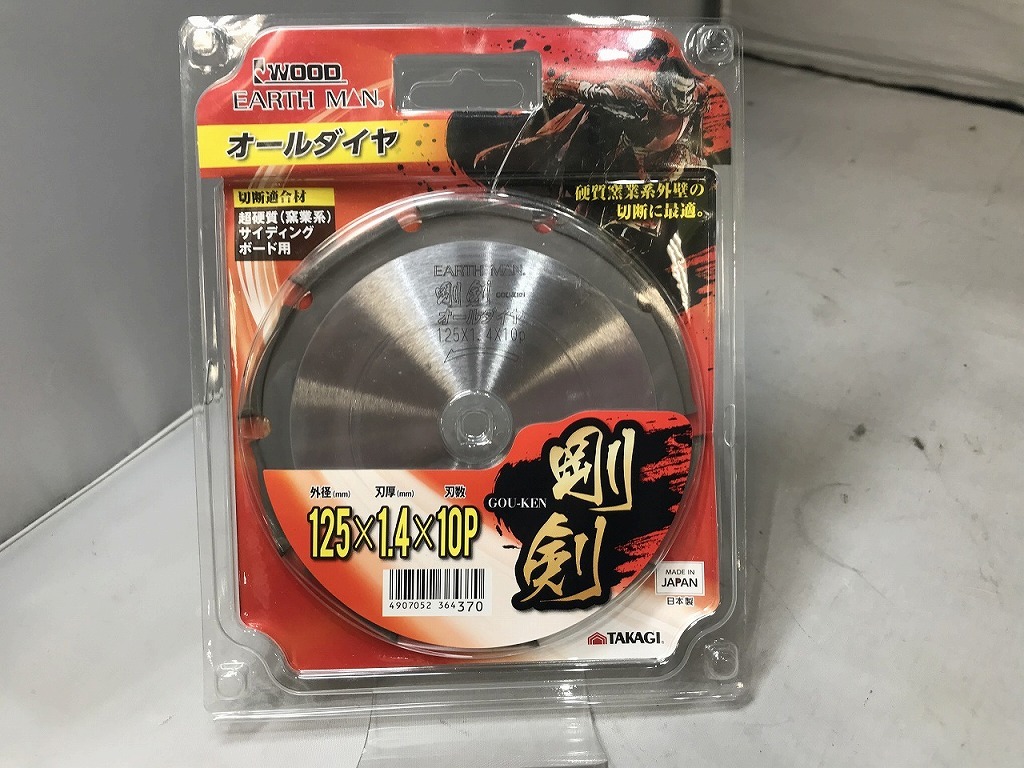 WOOD
EARTH MAN®
オールダイヤ
切断適合材
超硬質(窯業系)
サイディング
ボード用
硬質窯業系外壁の
切断に最適。
EARTH MAN.
剛剣 GOU-KEN
オールダイヤ
125X1.4X10p
外径(mm) 刃厚(mm) 刃数
125×1.4×10P
GOU-KEN
剛剣
4907052 364370
MADE IN
JAPAN
日本製
TAKAGI